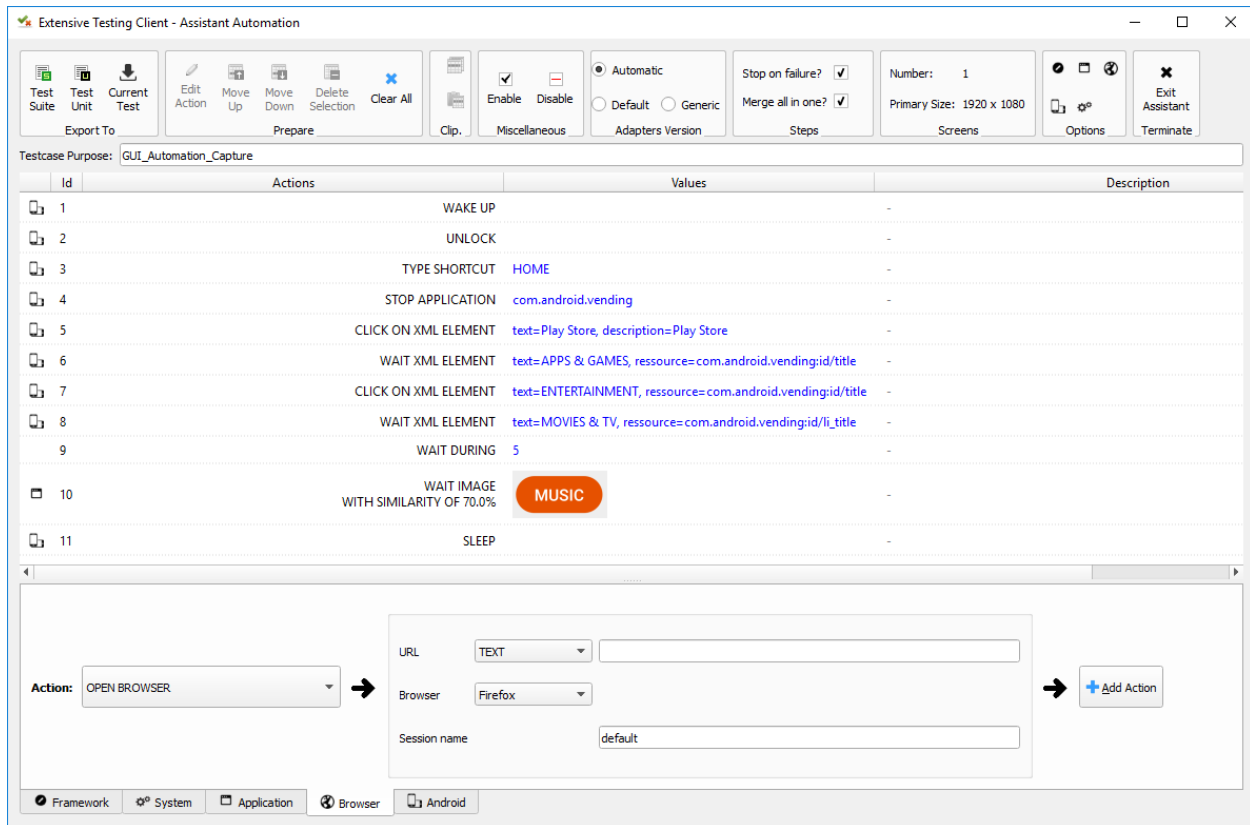 Extensive Testing Client - Assistant Automation
Test Suite Test Unit Current Test
Export To
Edit Action Move Up Move Down Delete Selection Clear All
Prepare
Clip.
Enable Disable
Miscellaneous
Automatic
Default Generic
Adapters Version
Stop on failure?
Merge all in one?
Steps
Number: 1
Primary Size: 1920 x 1080
Screens
Options
Exit Assistant
Terminate
Testcase Purpose: GUI_Automation_Capture
Id Actions Values Description
1 WAKE UP -
2 UNLOCK -
3 TYPE SHORTCUT HOME -
4 STOP APPLICATION com.android.vending -
5 CLICK ON XML ELEMENT text=Play Store, description=Play Store -
6 WAIT XML ELEMENT text=APPS & GAMES, ressource=com.android.vending:id/title -
7 CLICK ON XML ELEMENT text=ENTERTAINMENT, ressource=com.android.vending:id/title -
8 WAIT XML ELEMENT text=MOVIES & TV, ressource=com.android.vending:id/li_title -
9 WAIT DURING 5 -
10 WAIT IMAGE
WITH SIMILARITY OF 70.0% MUSIC -
11 SLEEP -
URL TEXT
Action: OPEN BROWSER Browser Firefox Add Action
Session name default
Framework System Application Browser Android